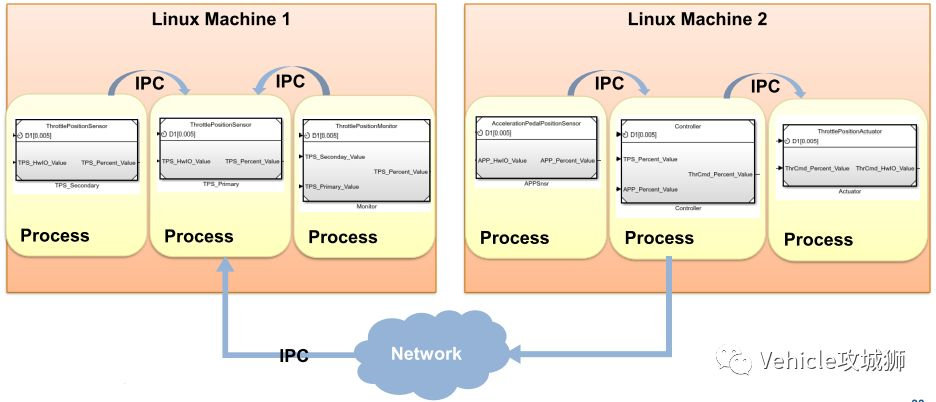 Linux Machine 1
IPC
IPC
ThrottlePositionSensor
D1[0.005]
TPS_HwIO_Value
TPS_Percent_Value
TPS_Secondary
Process
ThrottlePositionSensor
D1[0.005]
TPS_HwIO_Value
TPS_Percent_Value
TPS_Primary
Process
ThrottlePositionMonitor
D1[0.005]
TPS_Seconday_Value
TPS_Percent_Value
TPS_Primary_Value
Monitor
Process
Linux Machine 2
IPC
IPC
AccelerationPedalPositionSensor
D1[0.005]
APP_HwIO_Value
APP_Percent_Value
APPSnsr
Process
Controller
D1[0.005]
TPS_Percent_Value
ThrCmd_Percent_Value
APP_Percent_Value
Controller
Process
ThrottlePositionActuator
D1[0.005]
ThrCmd_Percent_Value
ThrCmd_HwIO_Value
Actuator
Process
IPC
Network
Vehicle攻城狮